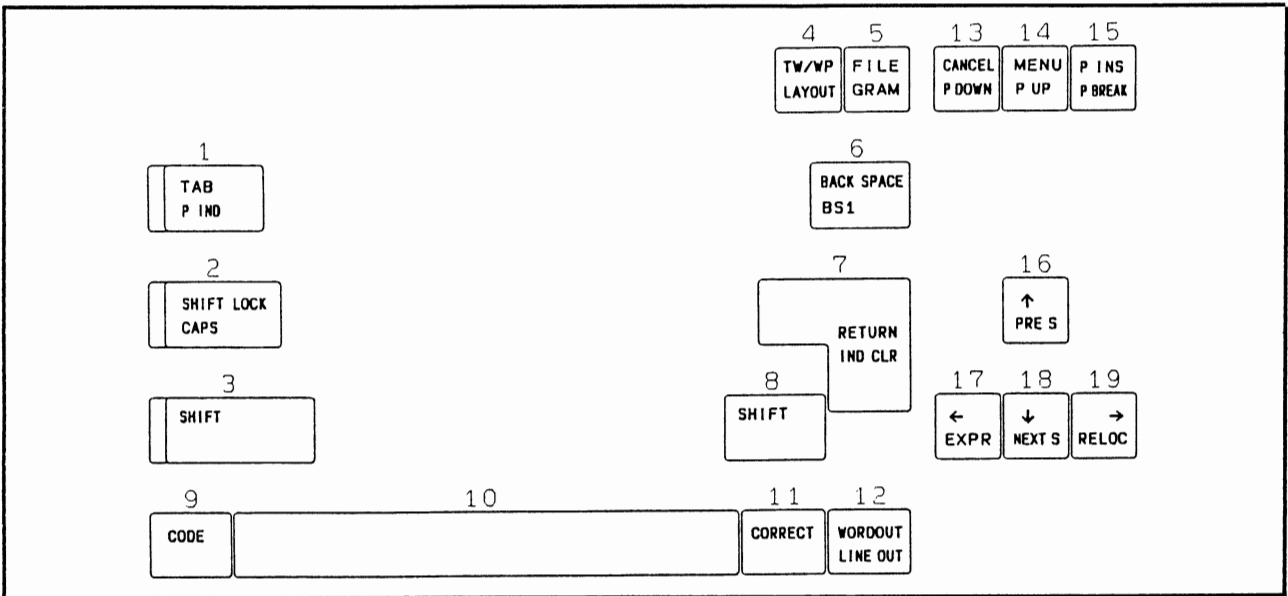 4 5 13 14 15
TW/WP FILE CANCEL MENU P INS
LAYOUT GRAM P DOWN P UP P BREAK
1 6
TAB BACK SPACE
P IND BS1
2 7 16
SHIFT LOCK ↑
CAPS RETURN PRE S
IND CLR
3 8 17 18 19
SHIFT SHIFT ← ↓ →
EXPR NEXT S RELOC
9 10 11 12
CODE CORRECT WORDOUT
LINE OUT